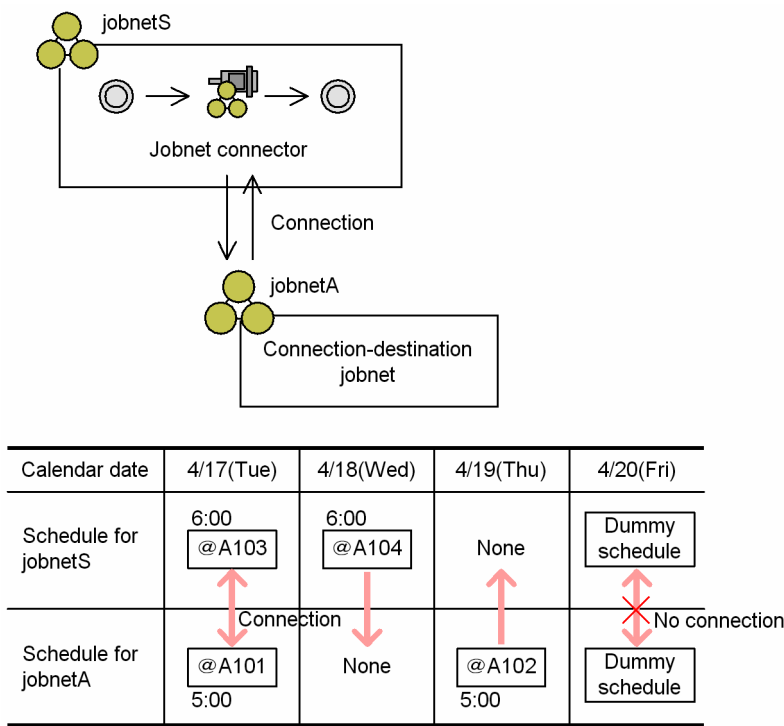 jobnetS
Jobnet connector
Connection
jobnetA
Connection-destination
jobnet
Calendar date 4/17(Tue) 4/18(Wed) 4/19(Thu) 4/20(Fri)
Schedule for
jobnetS
6:00
@A103
6:00
@A104
None
Dummy
schedule
Connection
No connection
Schedule for
jobnetA
@A101
5:00
None
@A102
5:00
Dummy
schedule